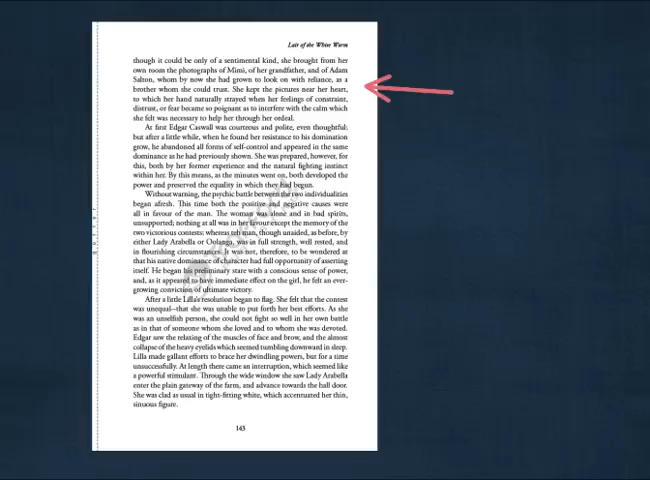 Lair of the White Worm
though it could be only of a sentimental kind, she brought from her
own room the photographs of Mimi, of her grandfather, and of Adam
Salton, whom by now she had grown to look on with reliance, as a
brother whom she could trust. She kept the pictures near her heart,
to which her hand naturally strayed when her feelings of constraint,
distrust, or fear became so poignant as to interfere with the calm which
she felt was necessary to help her through her ordeal.
At first Edgar Caswall was courteous and polite, even thoughtful;
but after a little while, when he found her resistance to his domination
grow, he abandoned all forms of self-control and appeared in the same
dominance as he had previously shown. She was prepared, however, for
this, both by her former experience and the natural fighting instinct
within her. By this means, as the minutes went on, both developed the
power and preserved the equality in which they had begun.
Without warning, the psychic battle between the two individualities
began afresh. This time both the positive and negative causes were
all in favour of the man. The woman was alone and in bad spirits,
unsupported; nothing at all was in her favour except the memory of the
two victorious contests; whereas teh man, though unaided, as before, by
either Lady Arabella or Oolanga, was in full strength, well rested, and
in flourishing circumstances. It was not, therefore, to be wondered at
that his native dominance of character had full opportunity of asserting
itself. He began his preliminary stare with a conscious sense of power,
and, as it appeared to have immediate effect on the girl, he felt an ever-
growing conviction of ultimate victory.
After a little Lilla's resolution began to flag. She felt that the contest
was unequal—that she was unable to put forth her best efforts. As she
was an unselfish person, she could not fight so well in her own battle
as in that of someone whom she loved and to whom she was devoted.
Edgar saw the relaxing of the muscles of face and brow, and the almost
collapse of the heavy eyelids which seemed tumbling downward in sleep.
Lilla made gallant efforts to brace her dwindling powers, but for a time
unsuccessfully. At length there came an interruption, which seemed like
a powerful stimulant. Through the wide window she saw Lady Arabella
enter the plain gateway of the farm, and advance towards the hall door.
She was clad as usual in tight-fitting white, which accentuated her thin,
sinuous figure.
143